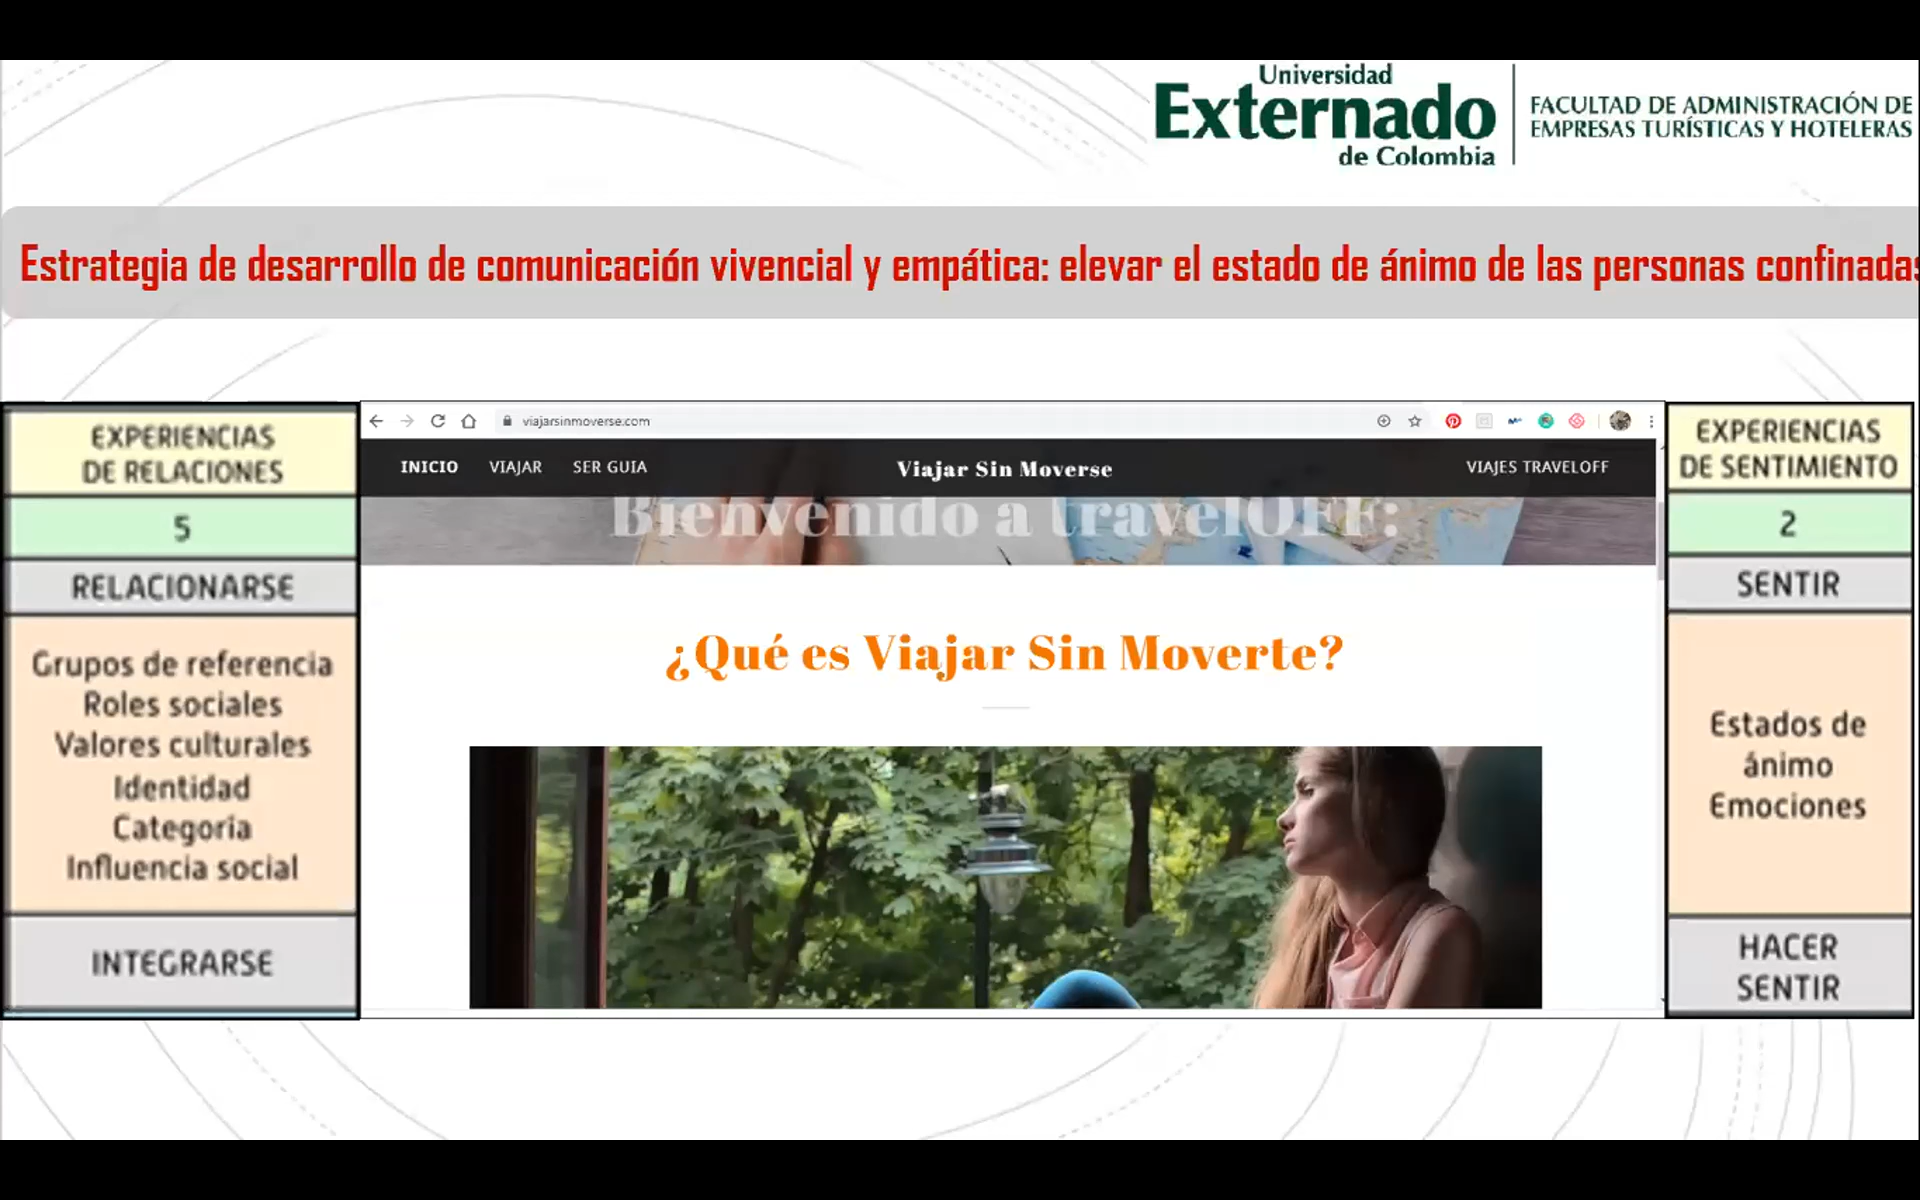 Universidad
Externado
de Colombia
FACULTAD DE ADMINISTRACIÓN DE
EMPRESAS TURÍSTICAS Y HOTELERAS
Estrategia de desarrollo de comunicación vivencial y empática: elevar el estado de ánimo de las personas confinadas
EXPERIENCIAS
DE RELACIONES
5
RELACIONARSE
Grupos de referencia
Roles sociales
Valores culturales
Identidad
Categoría
Influencia social
INTEGRARSE
viajarsinmoverse.com
INICIO VIAJAR SER GUIA Viajar Sin Moverse VIAJES TRAVELOFF
Bienvenido a travelOFF:
¿Qué es Viajar Sin Moverte?
EXPERIENCIAS
DE SENTIMIENTO
2
SENTIR
Estados de
ánimo
Emociones
HACER
SENTIR